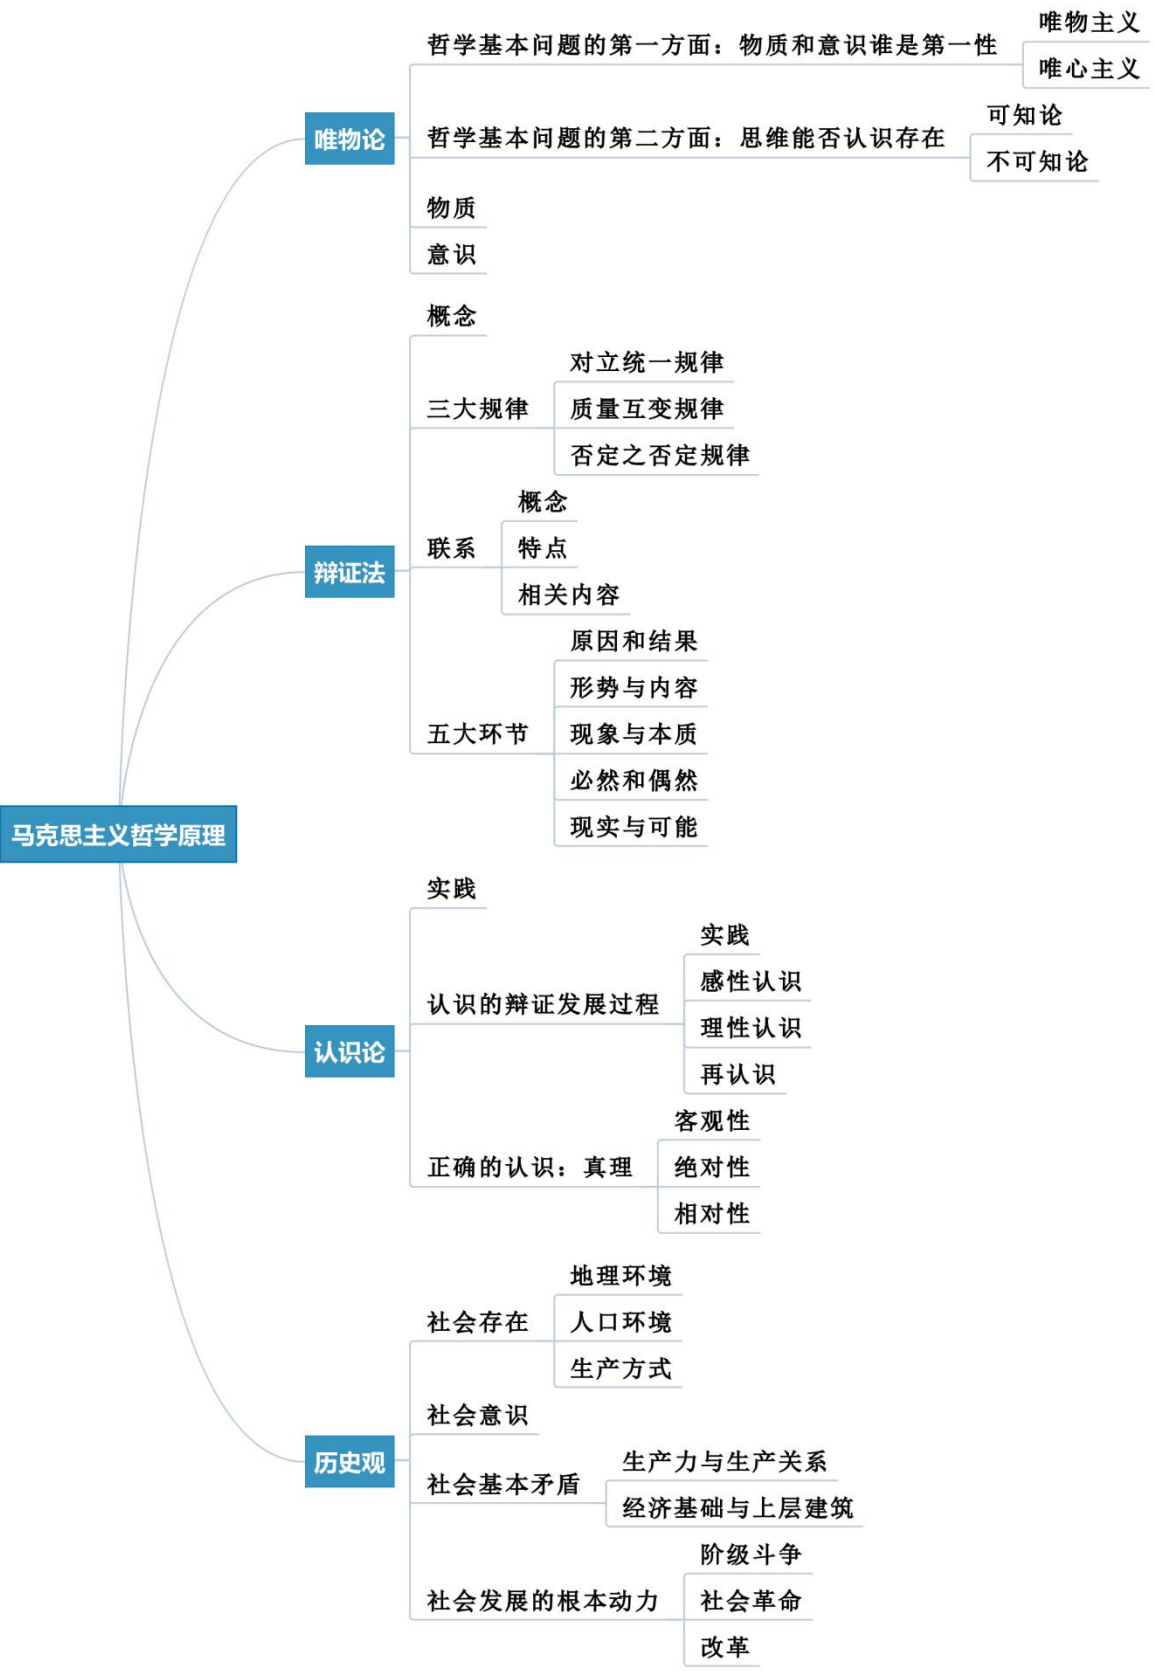 马克思主义哲学原理
唯物论
哲学基本问题的第一方面：物质和意识谁是第一性
唯物主义
唯心主义
哲学基本问题的第二方面：思维能否认识存在
可知论
不可知论
物质
意识
辩证法
概念
三大规律
对立统一规律
质量互变规律
否定之否定规律
联系
概念
特点
相关内容
五大环节
原因和结果
形势与内容
现象与本质
必然和偶然
现实与可能
认识论
实践
认识的辩证发展过程
实践
感性认识
理性认识
再认识
正确的认识：真理
客观性
绝对性
相对性
历史观
社会存在
地理环境
人口环境
生产方式
社会意识
社会基本矛盾
生产力与生产关系
经济基础与上层建筑
社会发展的根本动力
阶级斗争
社会革命
改革